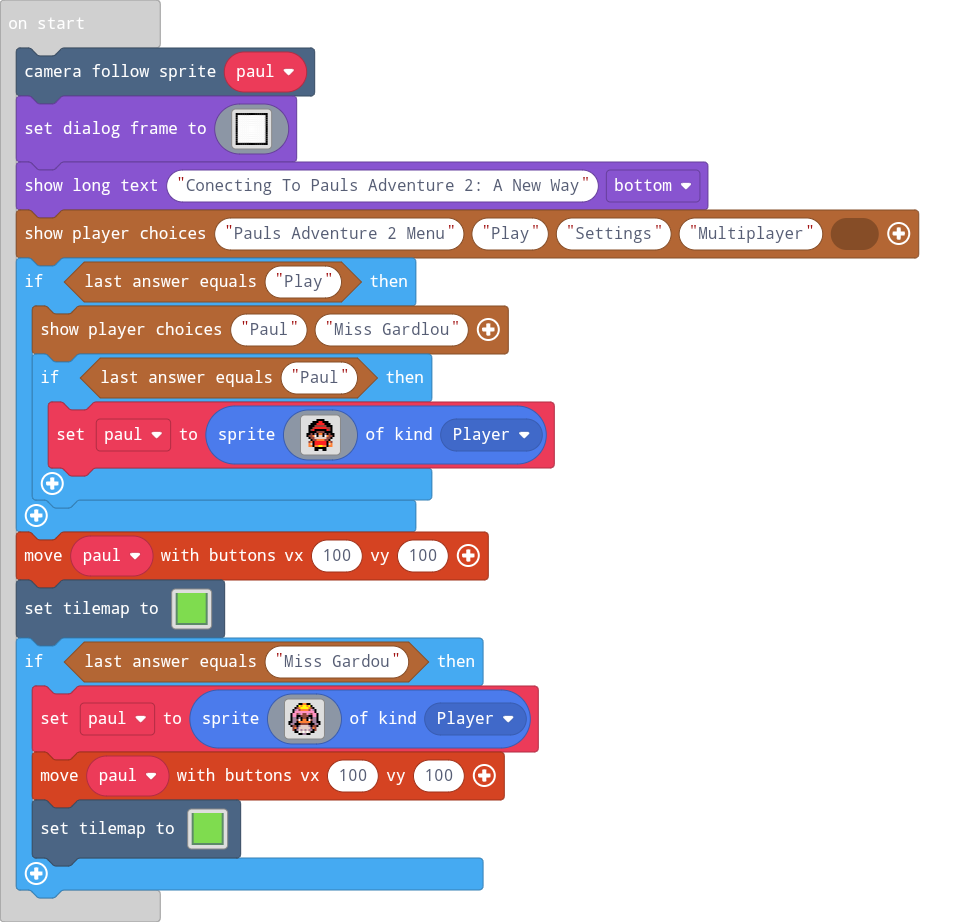 on start
camera follow sprite paul
set dialog frame to
show long text "Conecting To Pauls Adventure 2: A New Way" bottom
show player choices "Pauls Adventure 2 Menu" "Play" "Settings" "Multiplayer"
if last answer equals "Play" then
show player choices "Paul" "Miss Gardlou"
if last answer equals "Paul" then
set paul to sprite of kind Player
move paul with buttons vx 100 vy 100
set tilemap to
if last answer equals "Miss Gardou" then
set paul to sprite of kind Player
move paul with buttons vx 100 vy 100
set tilemap to